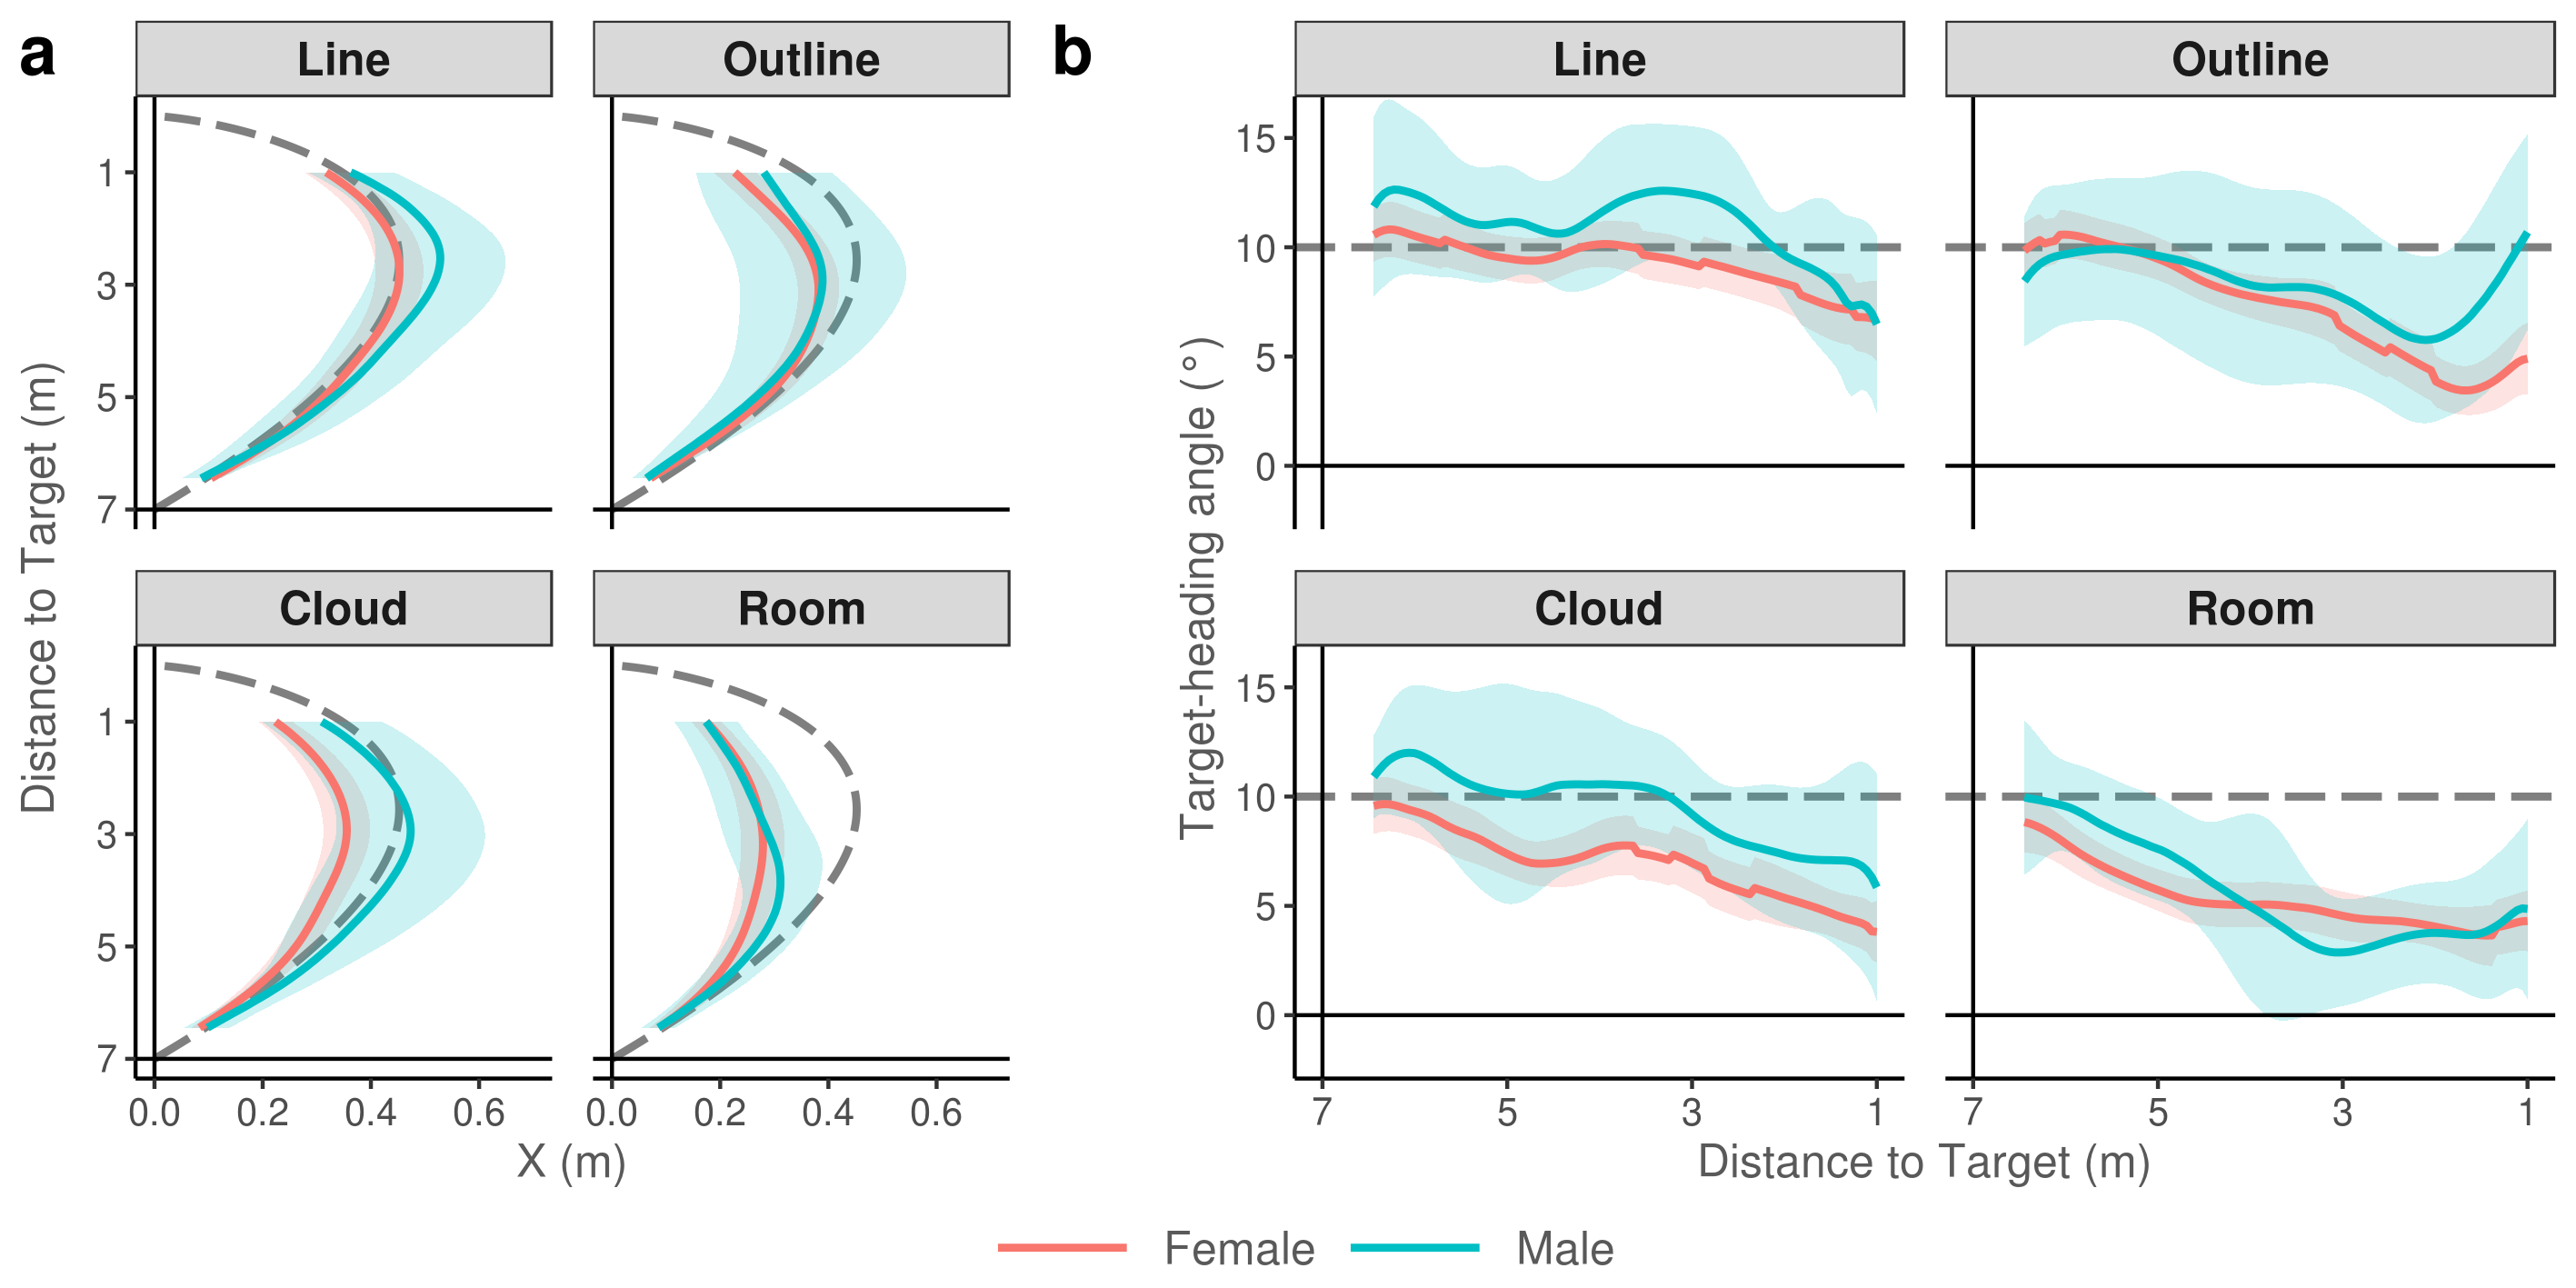 a
Line
Outline
1
3
5
7
Cloud
Room
1
3
5
7
0.0 0.2 0.4 0.6
0.0 0.2 0.4 0.6
X (m)
Distance to Target (m)
b
Line
Outline
15
10
5
0
Cloud
Room
15
10
5
0
7 5 3 1
7 5 3 1
Distance to Target (m)
Target-heading angle (°)
Female Male